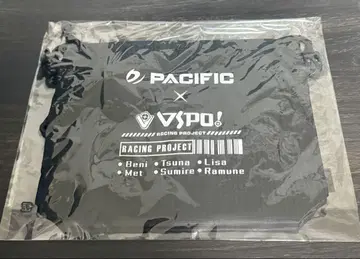 PACIFIC
×
VSPO!
RACING PROJECT
RACING PROJECT
• Beni • Tsuna • Lisa
• Met • Sumire • Ramune